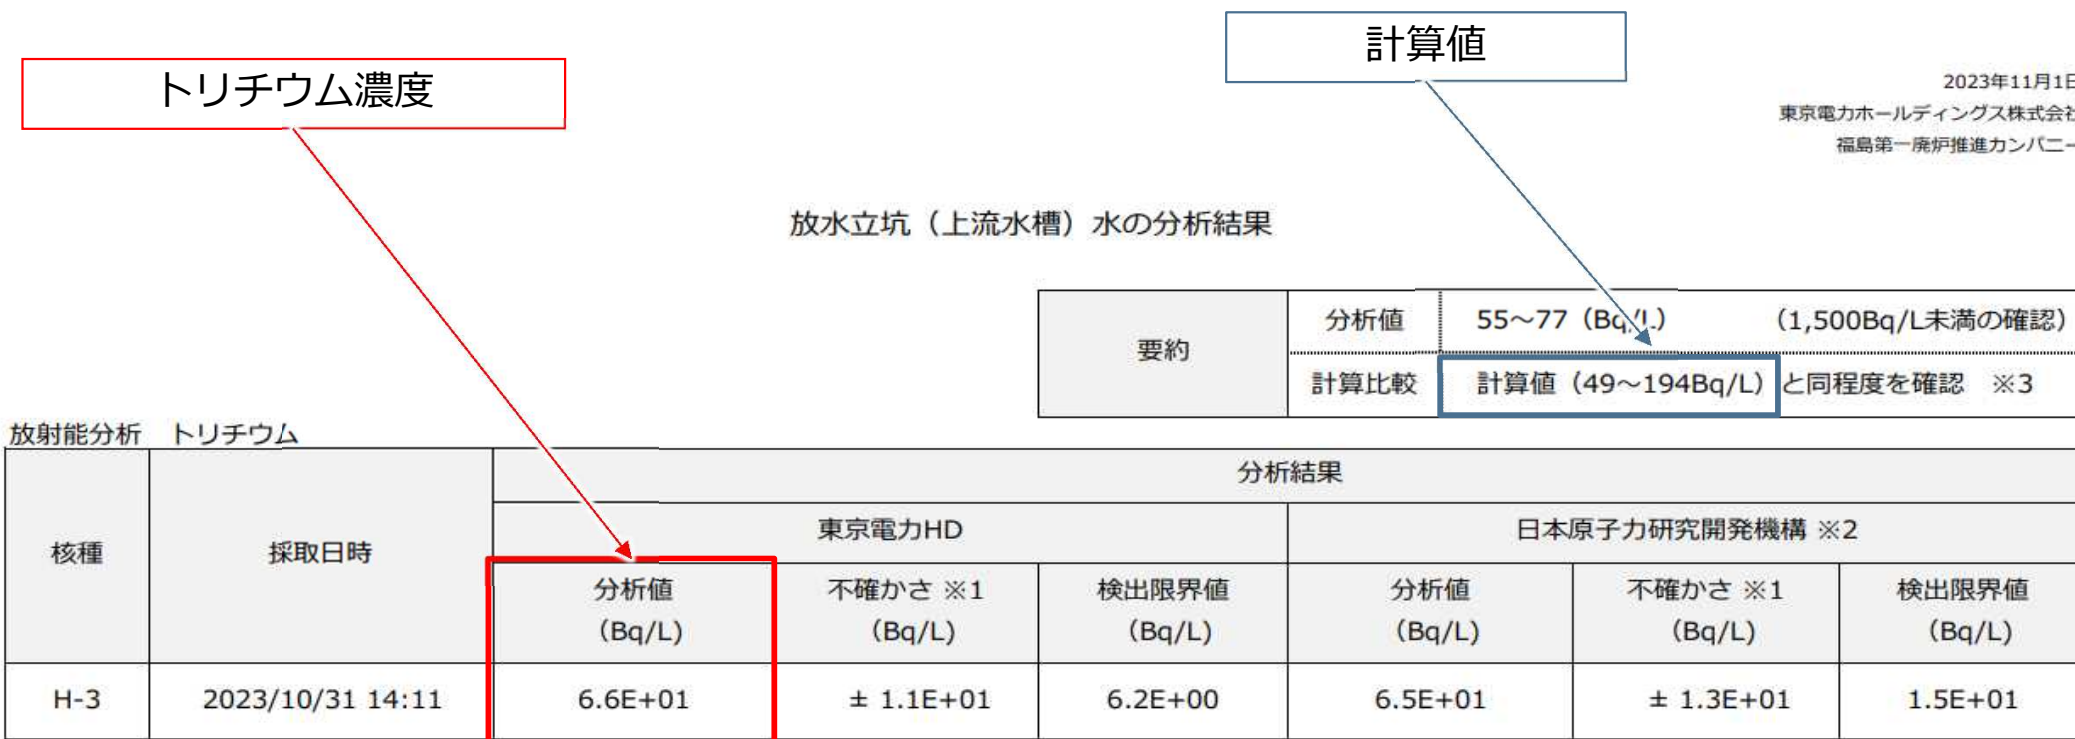 計算値
トリチウム濃度
2023年11月1日
東京電力ホールディングス株式会社
福島第一廃炉推進カンパニー
放水立坑（上流水槽）水の分析結果
要約
分析値 55～77（Bq/L） （1,500Bq/L未満の確認）
計算比較 計算値（49～194Bq/L）と同程度を確認 ※3
放射能分析 トリチウム
核種 採取日時 分析結果
東京電力HD 日本原子力研究開発機構 ※2
分析値 不確かさ ※1 検出限界値 分析値 不確かさ ※1 検出限界値
（Bq/L） （Bq/L） （Bq/L） （Bq/L） （Bq/L） （Bq/L）
H-3 2023/10/31 14:11 6.6E+01 ± 1.1E+01 6.2E+00 6.5E+01 ± 1.3E+01 1.5E+01